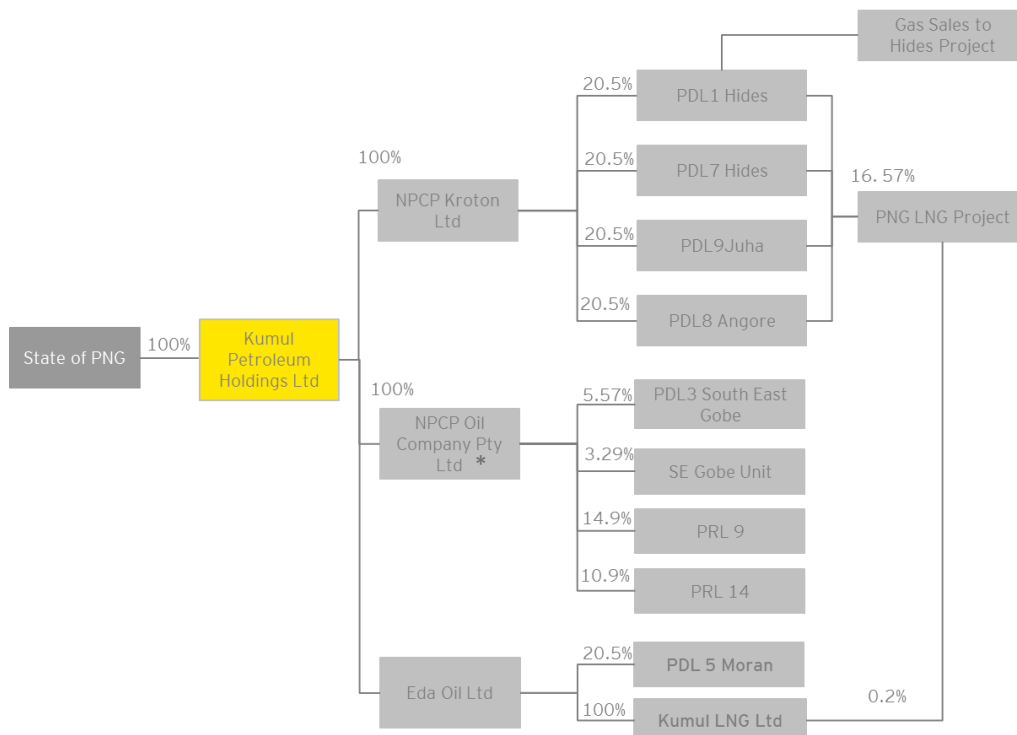 Gas Sales to
Hides Project
20.5%
PDL1 Hides
100%
20.5%
PDL7 Hides
16.57%
NPCP Kroton
Ltd
PNG LNG Project
20.5%
PDL9Juha
20.5%
PDL8 Angore
State of PNG
100%
Kumul
Petroleum
Holdings Ltd
100%
NPCP Oil
Company Pty
Ltd *
5.57%
PDL3 South East
Gobe
3.29%
SE Gobe Unit
14.9%
PRL 9
10.9%
PRL 14
Eda Oil Ltd
20.5%
PDL 5 Moran
100%
Kumul LNG Ltd
0.2%